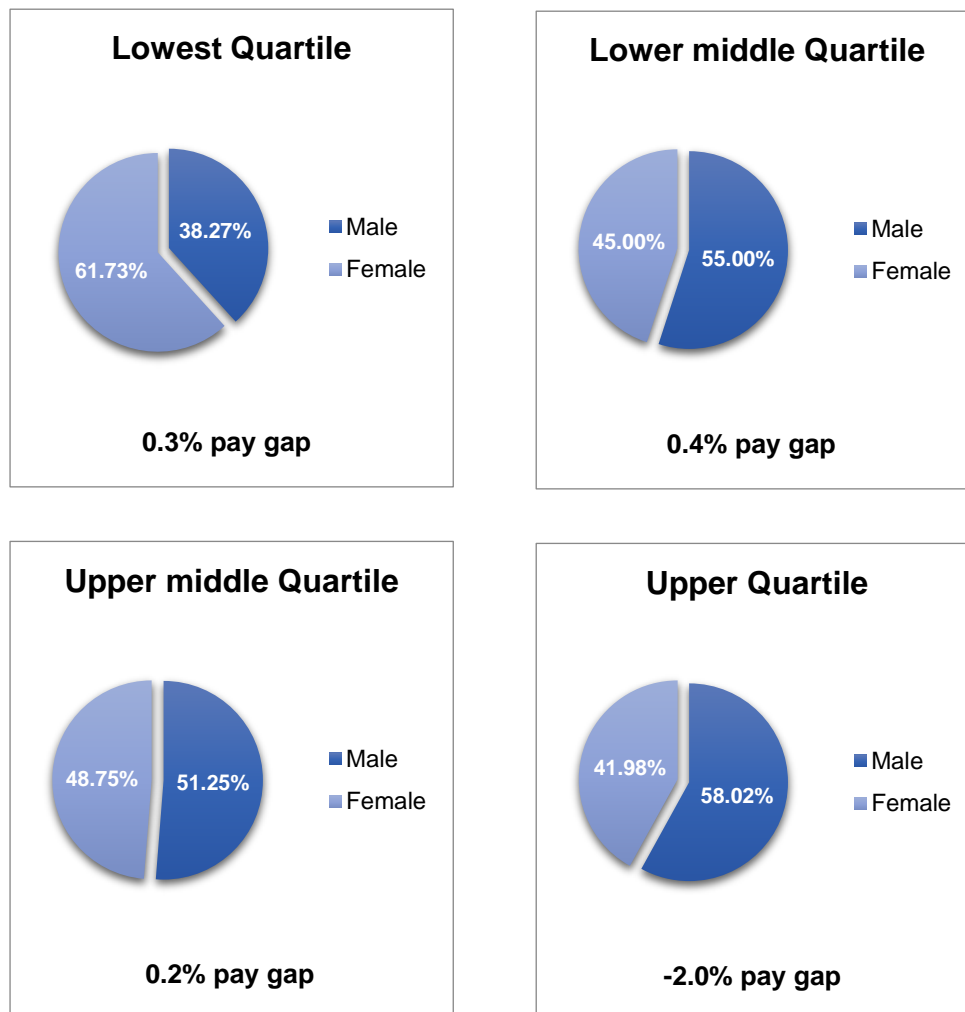 Lowest Quartile
38.27%
61.73%
Male
Female
0.3% pay gap
Lower middle Quartile
45.00%
55.00%
Male
Female
0.4% pay gap
Upper middle Quartile
48.75%
51.25%
Male
Female
0.2% pay gap
Upper Quartile
41.98%
58.02%
Male
Female
-2.0% pay gap